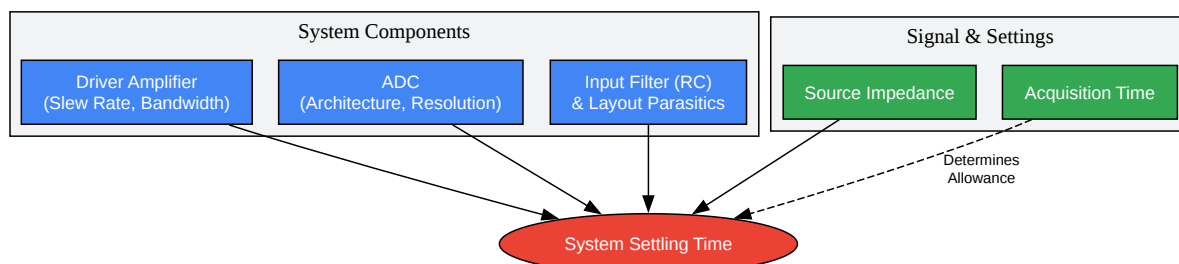 System Components
Signal & Settings
Driver Amplifier
(Slew Rate, Bandwidth)
ADC
(Architecture, Resolution)
Input Filter (RC)
& Layout Parasitics
Source Impedance
Acquisition Time
Determines
Allowance
System Settling Time